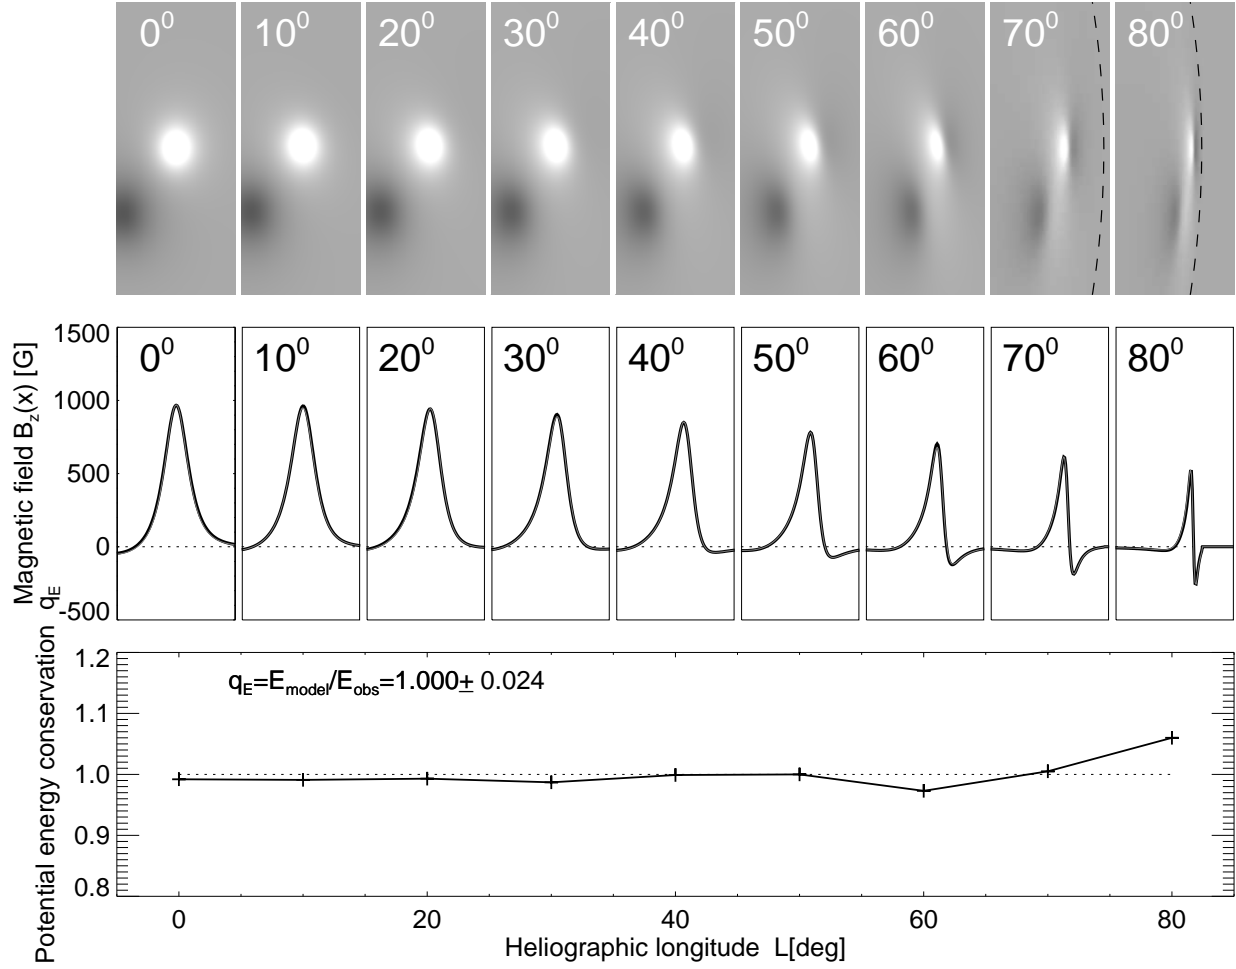 0⁰ 10⁰ 20⁰ 30⁰ 40⁰ 50⁰ 60⁰ 70⁰ 80⁰
Magnetic field B_z(x) [G]
1500
1000
500
0
-500
0⁰ 10⁰ 20⁰ 30⁰ 40⁰ 50⁰ 60⁰ 70⁰ 80⁰
Potential energy conservation q_E
1.2
1.1
1.0
0.9
0.8
q_E=E_model/E_obs=1.000± 0.024
0 20 40 60 80
Heliographic longitude L[deg]